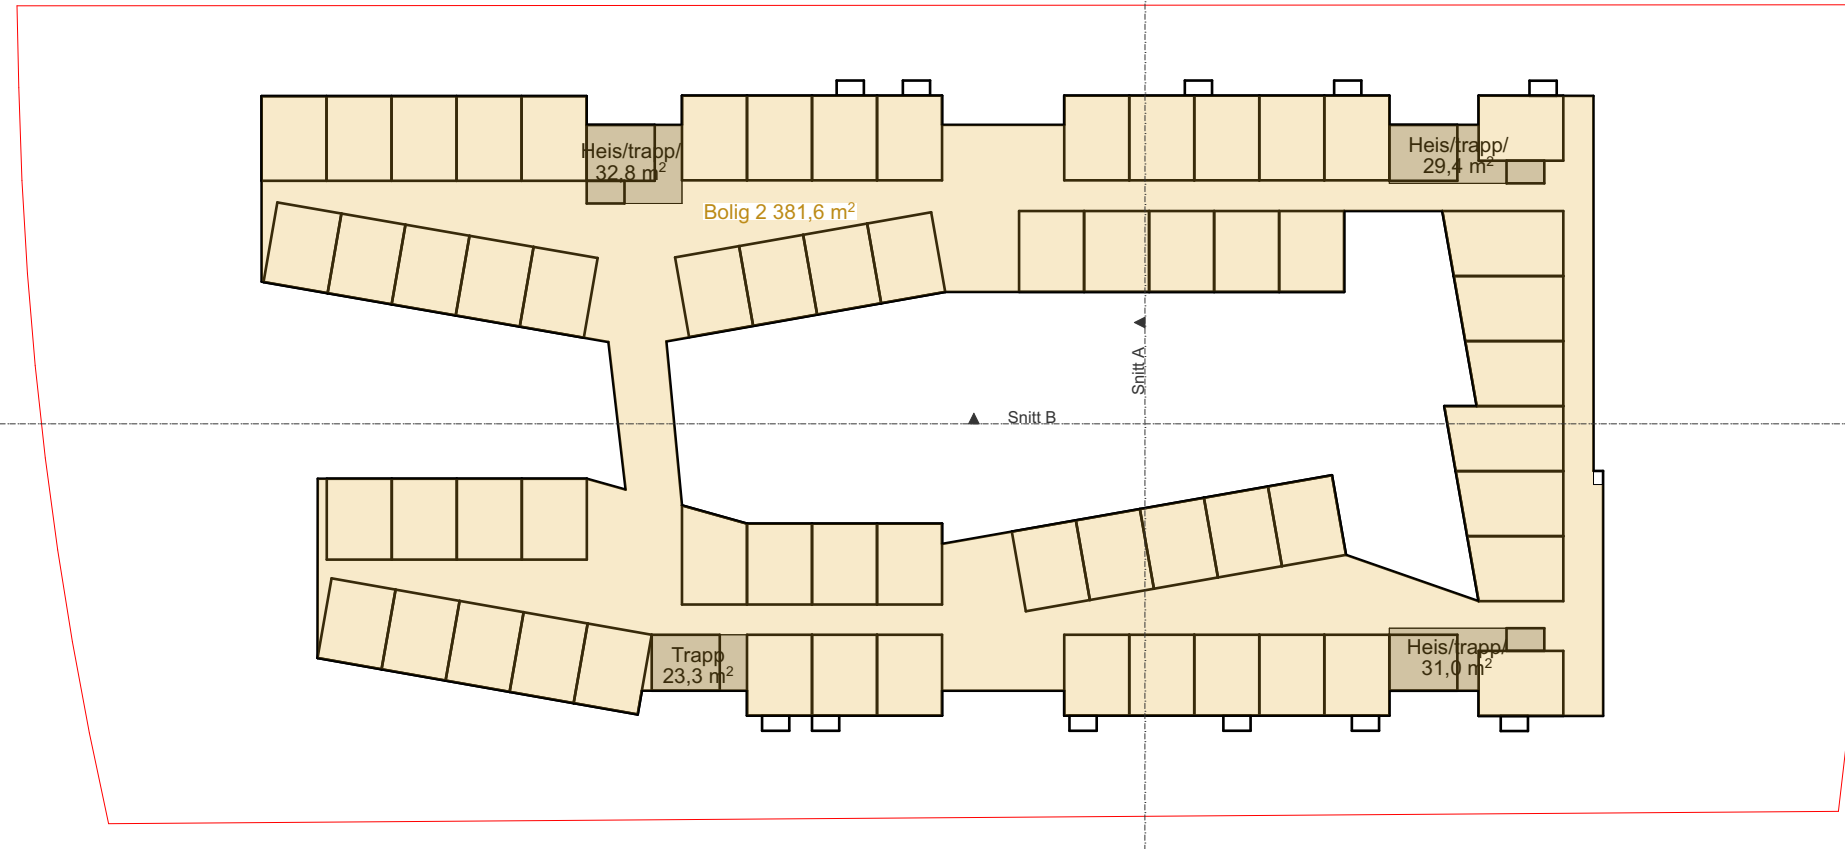 Heis/trapp/
32,8 m²
Heis/trapp/
29,4 m²
Bolig 2 381,6 m²
Snitt A
Snitt B
Trapp
23,3 m²
Heis/trapp/
31,0 m²